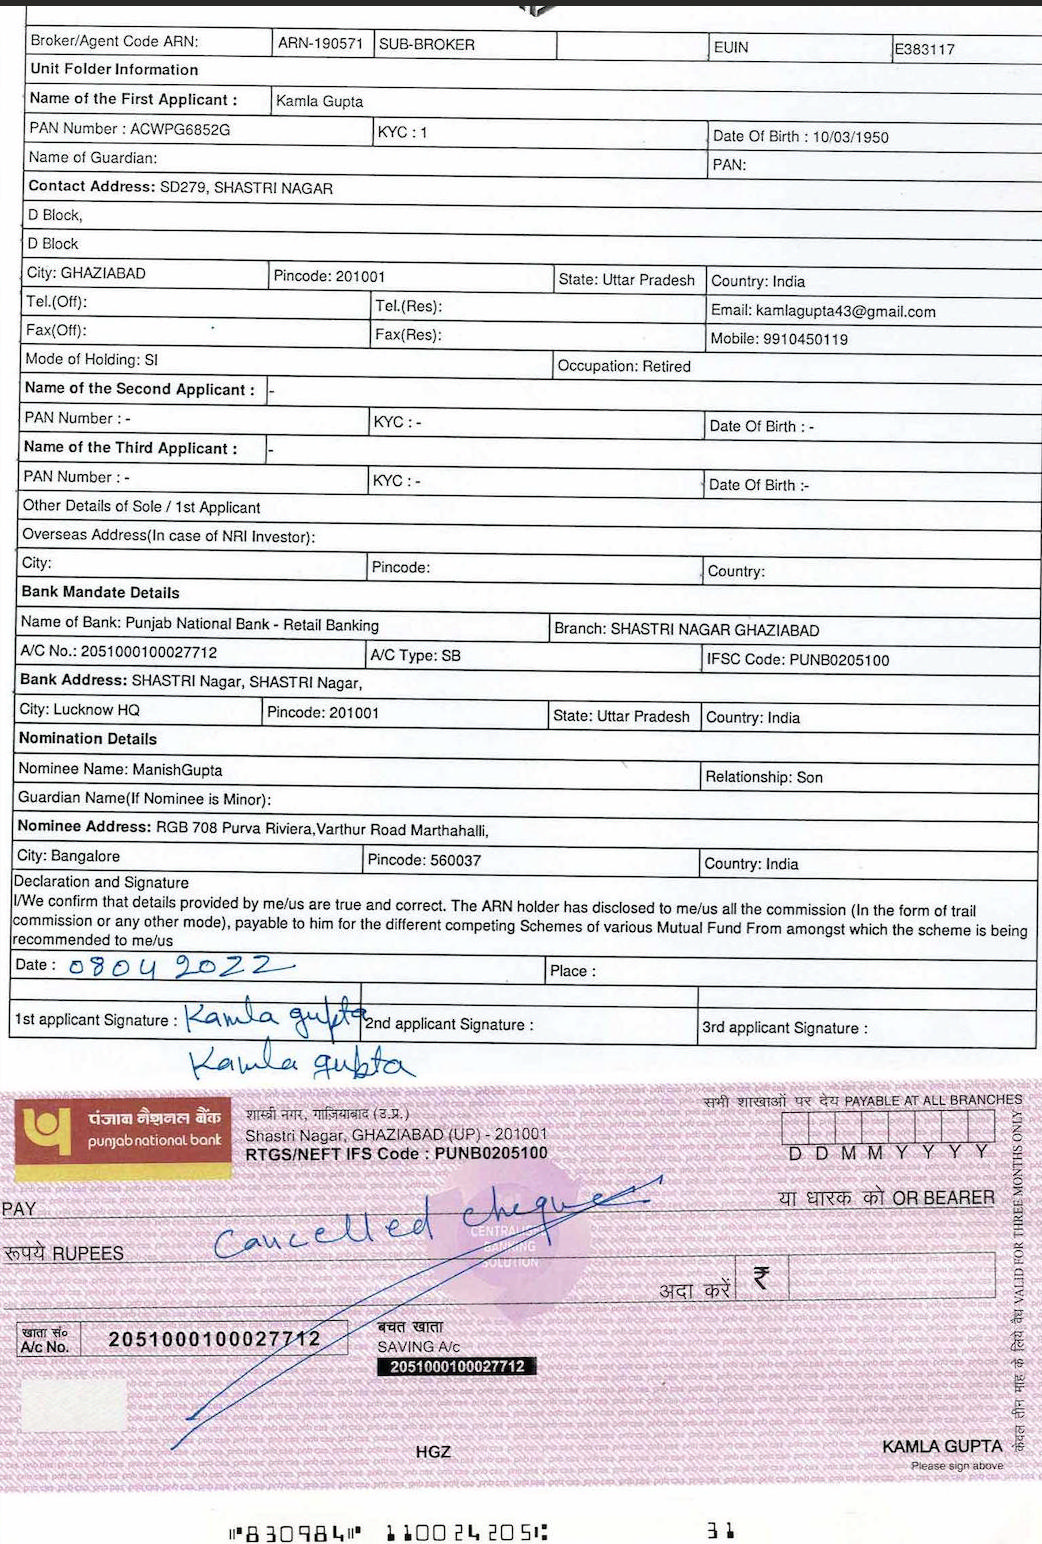 Broker/Agent Code ARN: ARN-190571 SUB-BROKER EUIN E383117
Unit Folder Information
Name of the First Applicant : Kamla Gupta
PAN Number : ACWPG6852G KYC : 1 Date Of Birth : 10/03/1950
Name of Guardian: PAN:
Contact Address: SD279, SHASTRI NAGAR
D Block,
D Block
City: GHAZIABAD Pincode: 201001 State: Uttar Pradesh Country: India
Tel.(Off): Tel.(Res): Email: kamlagupta43@gmail.com
Fax(Off): Fax(Res): Mobile: 9910450119
Mode of Holding: SI Occupation: Retired
Name of the Second Applicant : -
PAN Number : - KYC : - Date Of Birth : -
Name of the Third Applicant : -
PAN Number : - KYC : - Date Of Birth :-
Other Details of Sole / 1st Applicant
Overseas Address(In case of NRI Investor):
City: Pincode: Country:
Bank Mandate Details
Name of Bank: Punjab National Bank - Retail Banking Branch: SHASTRI NAGAR GHAZIABAD
A/C No.: 2051000100027712 A/C Type: SB IFSC Code: PUNB0205100
Bank Address: SHASTRI Nagar, SHASTRI Nagar,
City: Lucknow HQ Pincode: 201001 State: Uttar Pradesh Country: India
Nomination Details
Nominee Name: ManishGupta Relationship: Son
Guardian Name(If Nominee is Minor):
Nominee Address: RGB 708 Purva Riviera,Varthur Road Marthahalli,
City: Bangalore Pincode: 560037 Country: India
Declaration and Signature
I/We confirm that details provided by me/us are true and correct. The ARN holder has disclosed to me/us all the commission (In the form of trail
commission or any other mode), payable to him for the different competing Schemes of various Mutual Fund From amongst which the scheme is being
recommended to me/us
Date : 08 04 2022 Place :
1st applicant Signature : Kamla gupta 2nd applicant Signature : 3rd applicant Signature :
Kamla gupta
पंजाब नैशनल बैंक
punjab national bank
शास्त्री नगर, गाज़ियाबाद (उ.प्र.)
Shastri Nagar, GHAZIABAD (UP) - 201001
RTGS/NEFT IFS Code : PUNB0205100
सभी शाखाओं पर देय PAYABLE AT ALL BRANCHES
D D M M Y Y Y Y
PAY या धारक को OR BEARER
Cancelled cheque
CENTRALISED
BANKING
SOLUTION
रूपये RUPEES
अदा करें ₹
खाता सं० A/c No. 2051000100027712
बचत खाता
SAVING A/c
2051000100027712
HGZ
KAMLA GUPTA
Please sign above
केवल तीन माह के लिये वैध VALID FOR THREE MONTHS ONLY
⑈830984⑈ 110024205⑆ 31